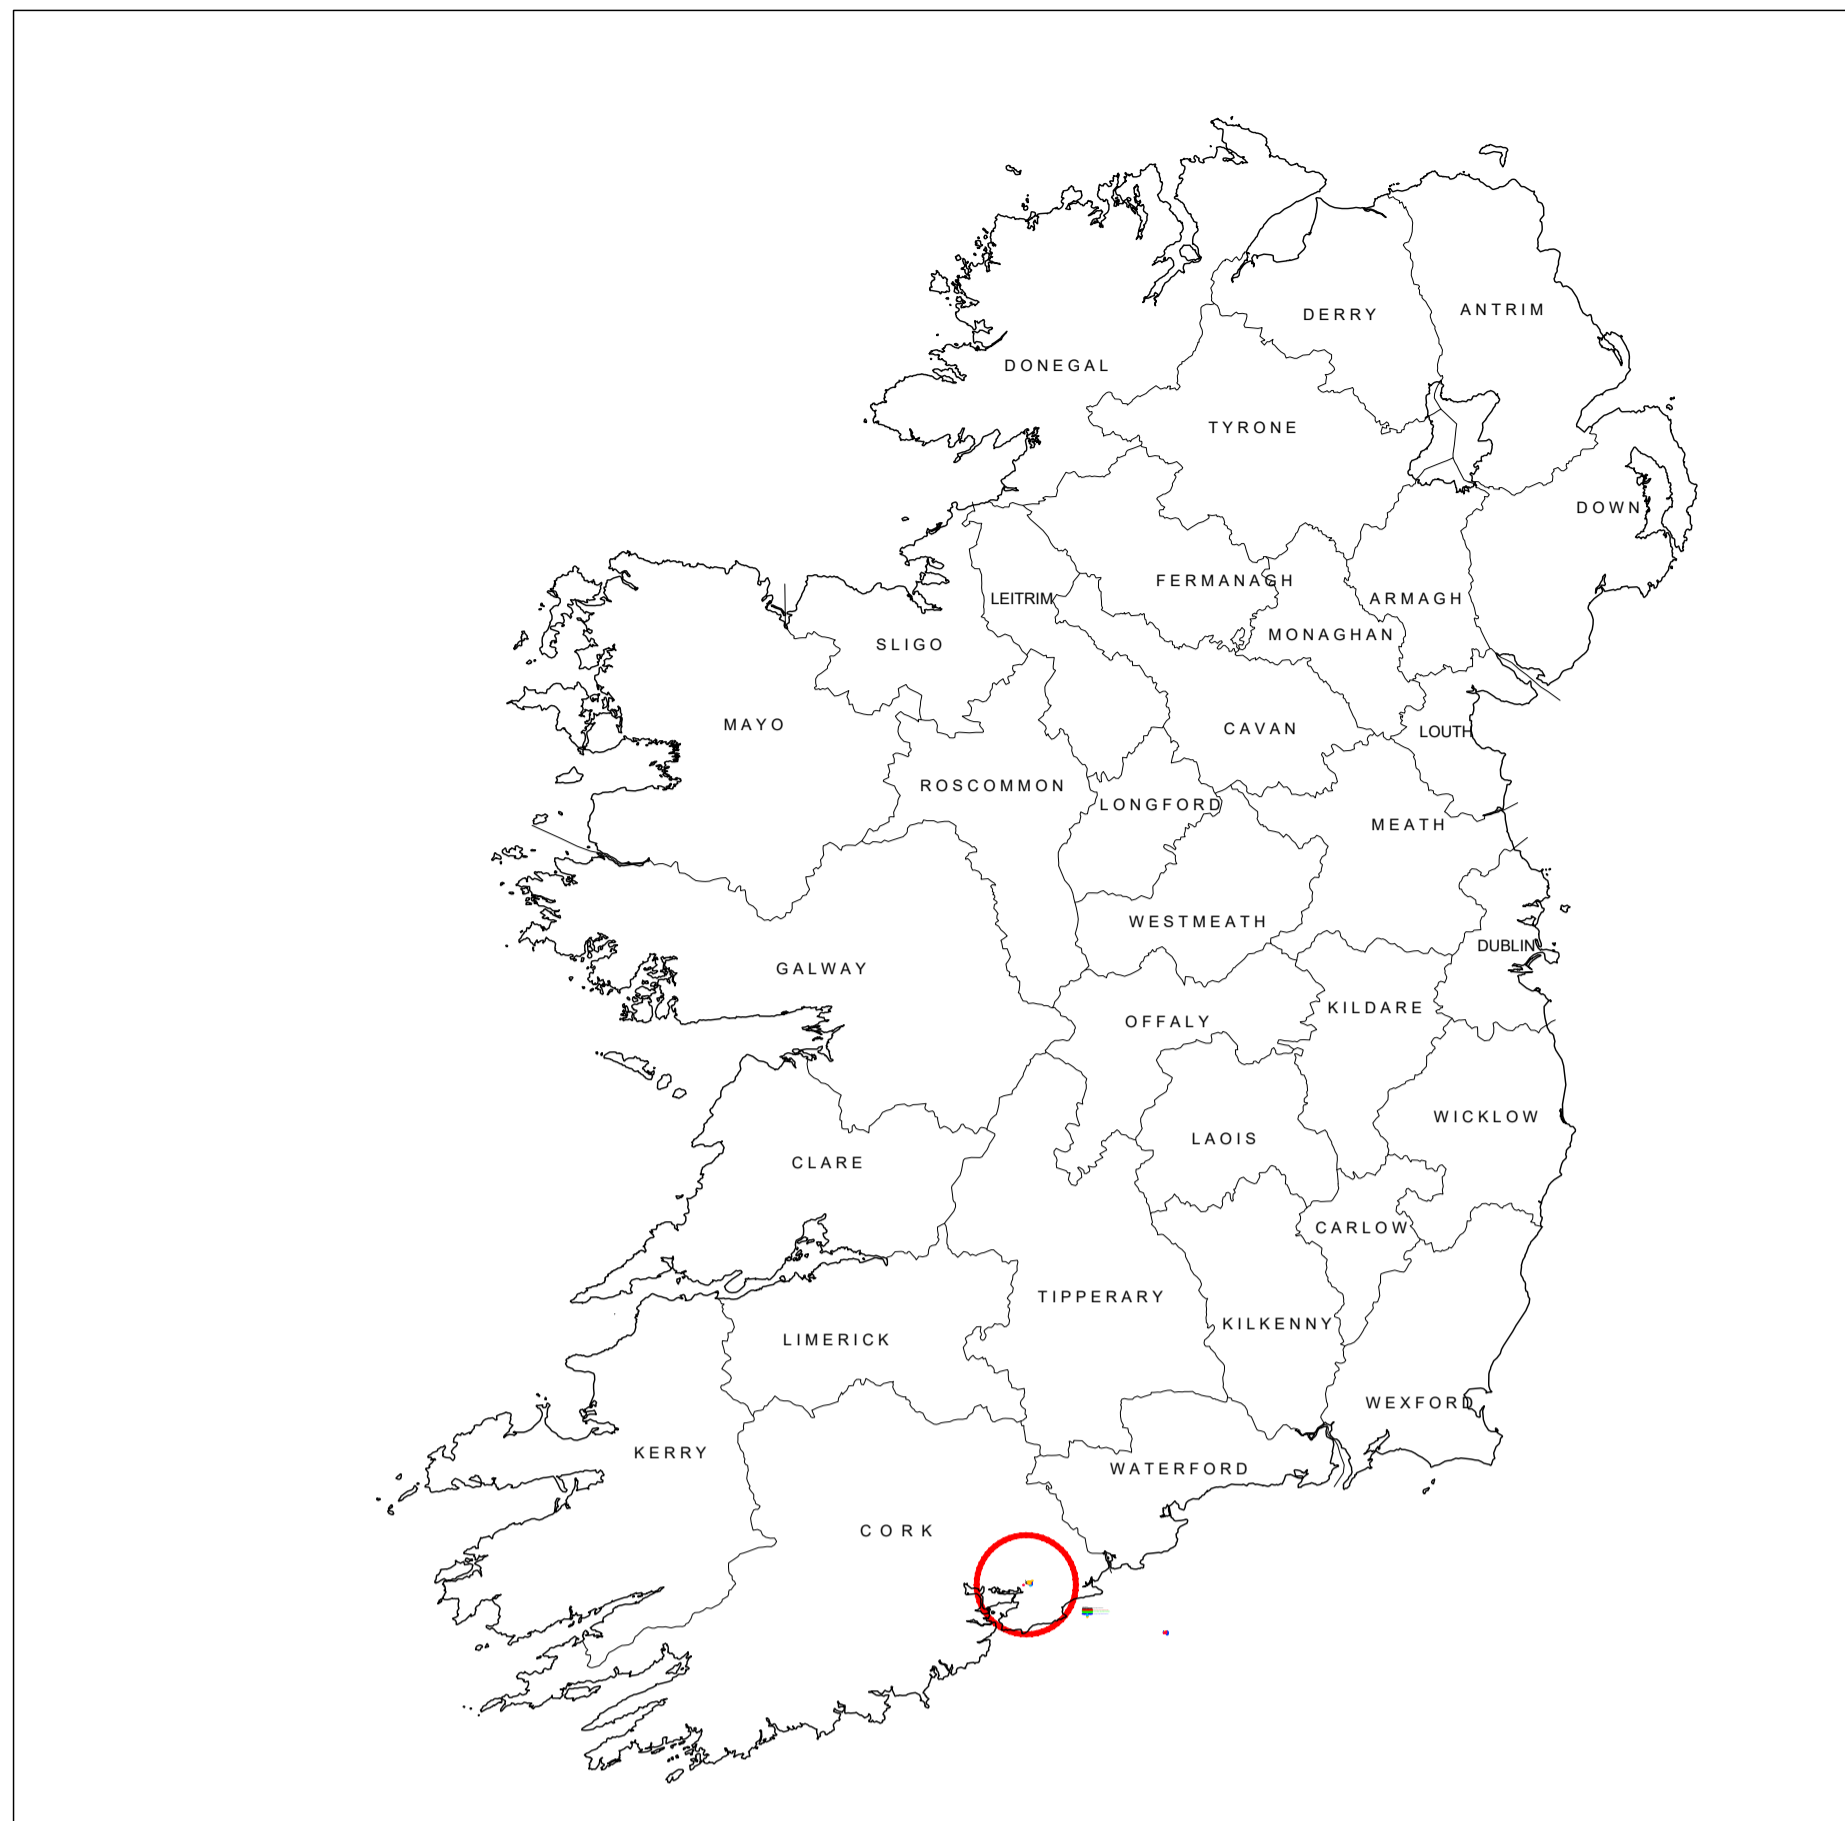 ANTRIM
DERRY
DONEGAL
TYRONE
DOWN
FERMANAGH
LEITRIM
ARMAGH
MONAGHAN
SLIGO
MAYO
CAVAN
LOUTH
ROSCOMMON
LONGFORD
MEATH
WESTMEATH
DUBLIN
GALWAY
KILDARE
OFFALY
WICKLOW
LAOIS
CLARE
CARLOW
TIPPERARY
KILKENNY
LIMERICK
WEXFORD
KERRY
WATERFORD
CORK